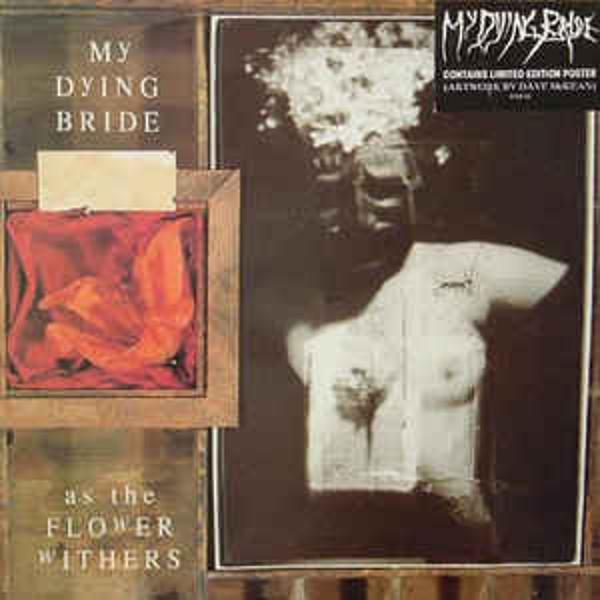 MY
DYING
BRIDE
MY DYING BRIDE
CONTAINS LIMITED EDITION POSTER
(ARTWORK BY DAVE McKEAN)
as the
FLOWER
WITHERS